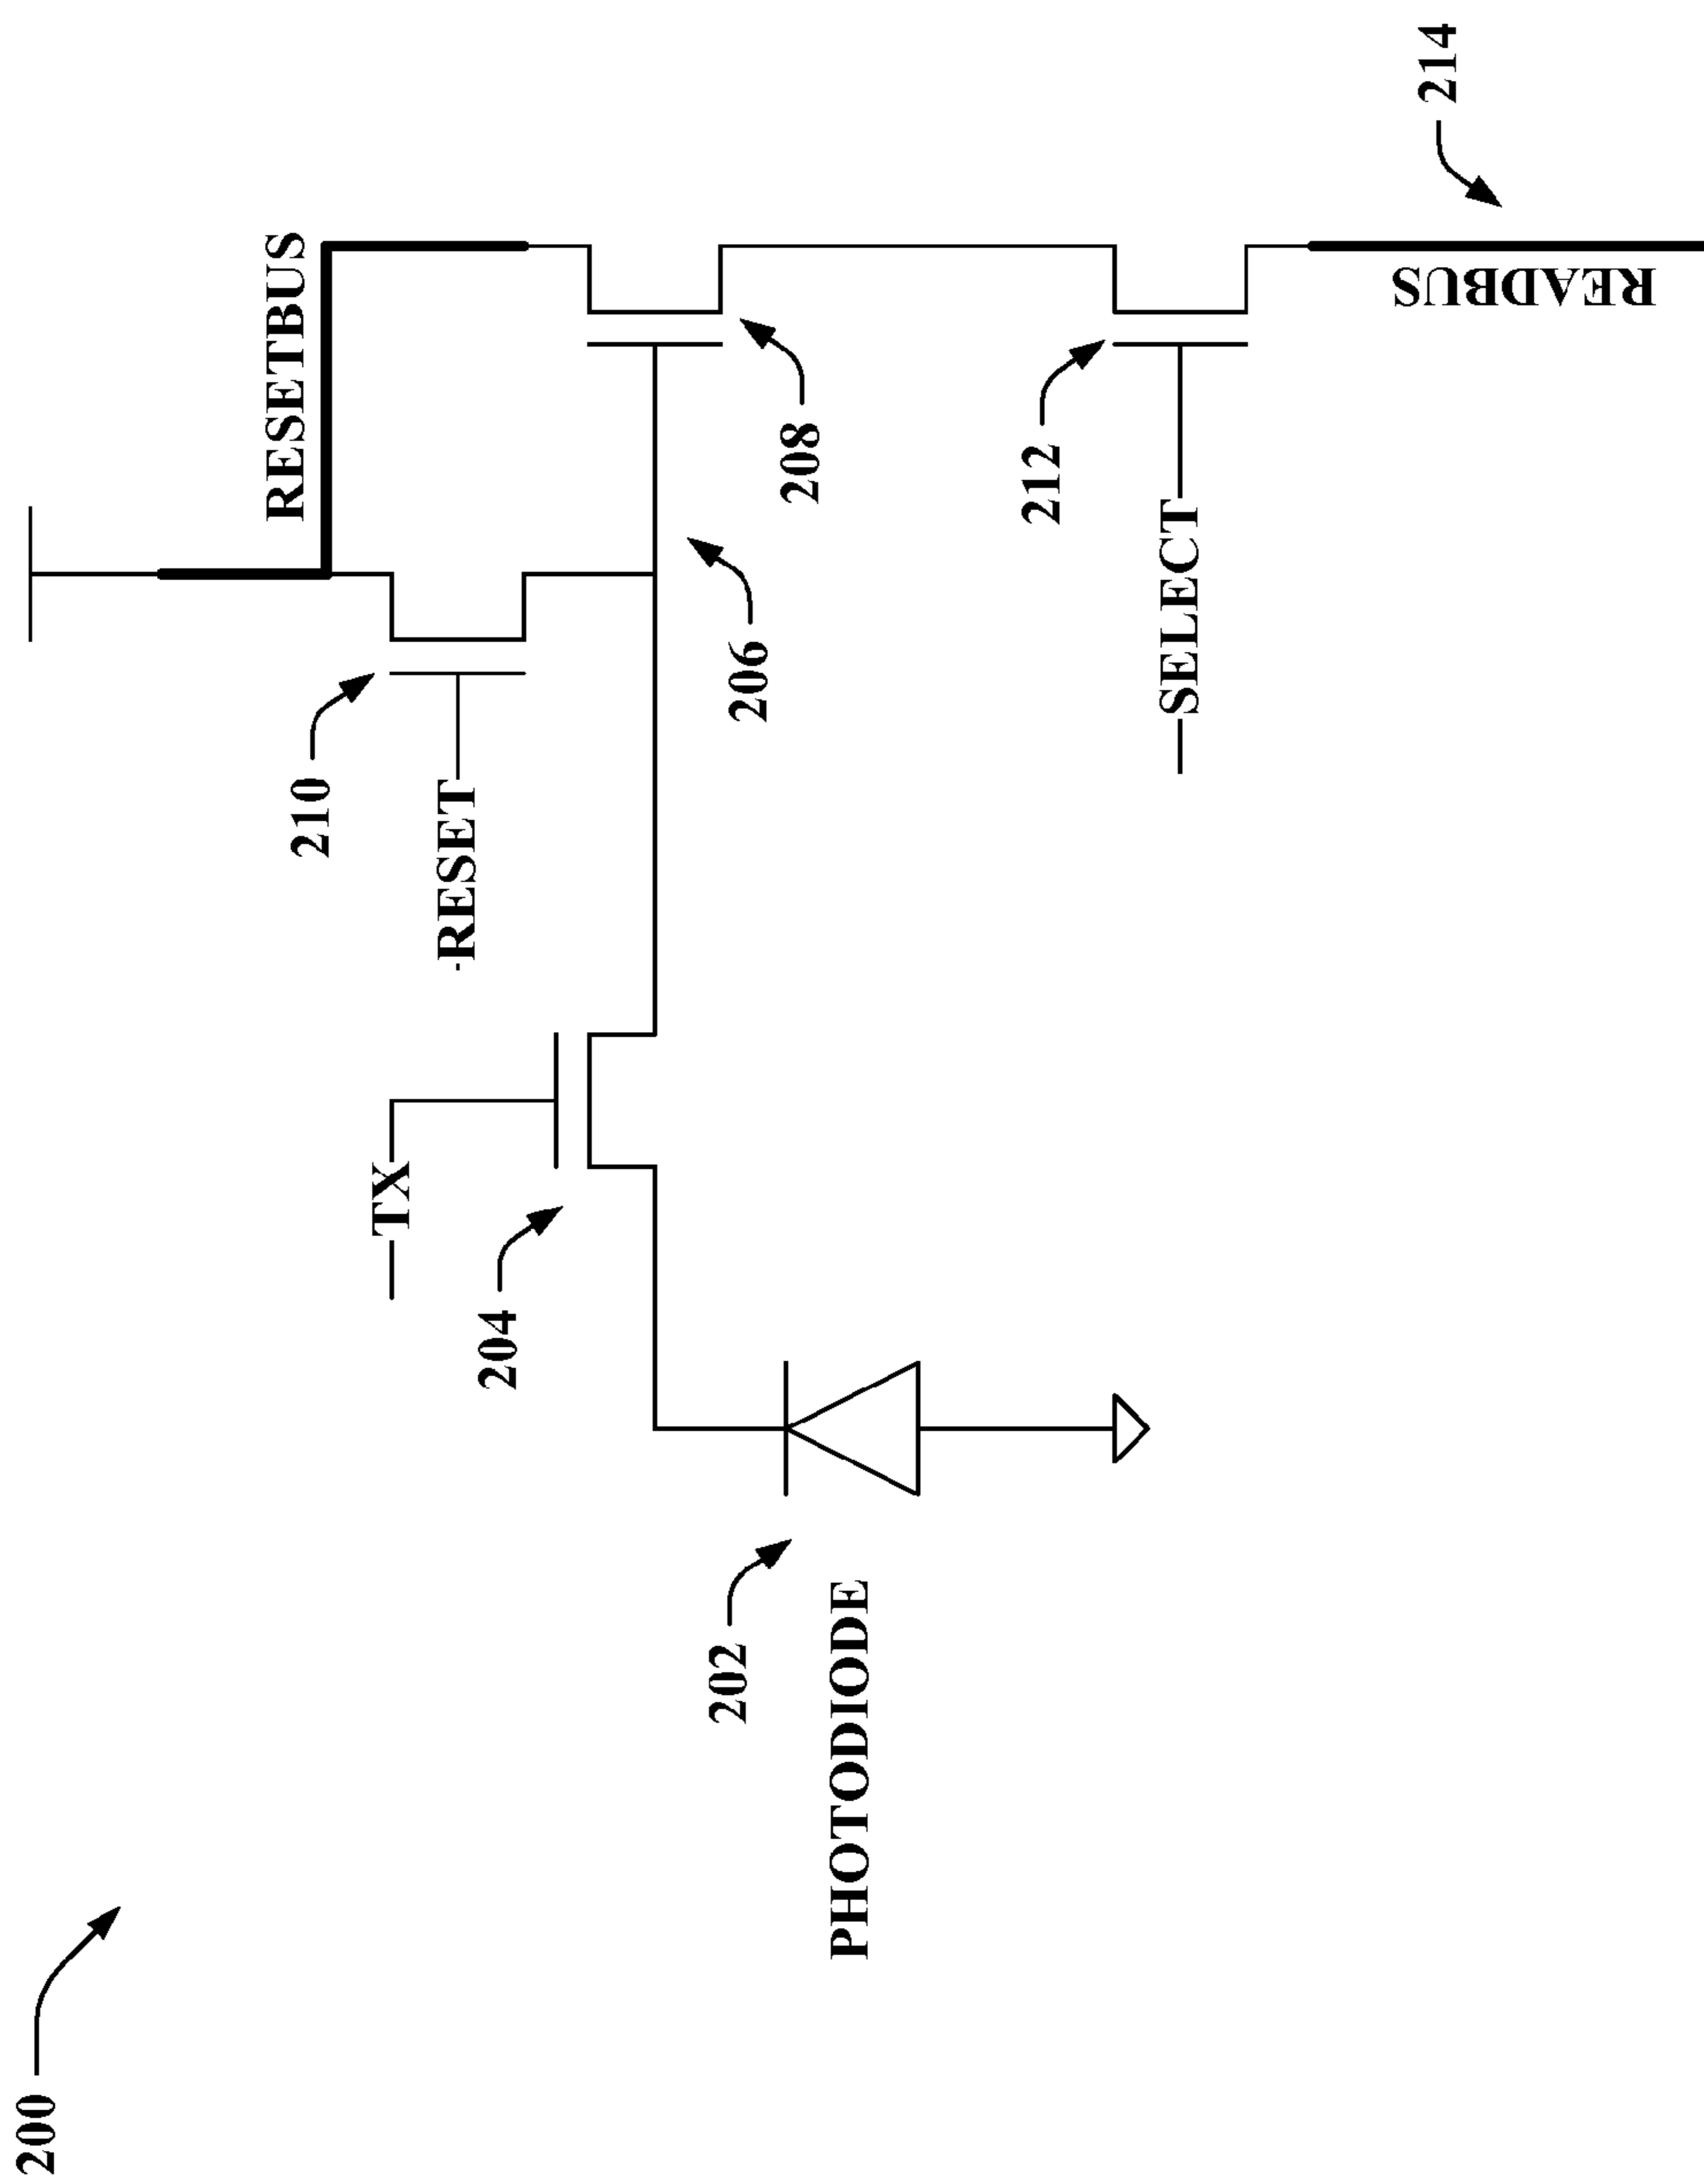 200
RESETBUS
210
RESET
206
208
TX
204
202
PHOTODIODE
212
SELECT
214
READBUS